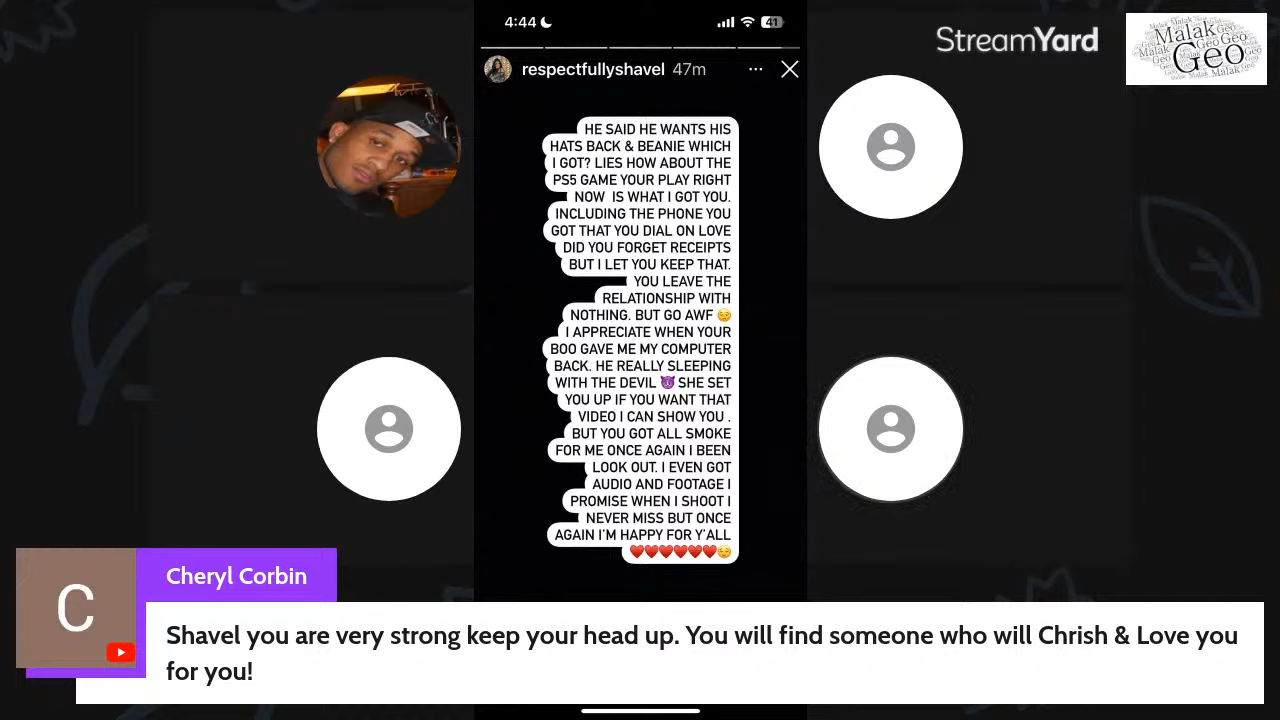 4:44
41
StreamYard
Malak
Geo
respectfullyshavel 47m
HE SAID HE WANTS HIS
HATS BACK & BEANIE WHICH
I GOT? LIES HOW ABOUT THE
PS5 GAME YOUR PLAY RIGHT
NOW IS WHAT I GOT YOU.
INCLUDING THE PHONE YOU
GOT THAT YOU DIAL ON LOVE
DID YOU FORGET RECEIPTS
BUT I LET YOU KEEP THAT.
YOU LEAVE THE
RELATIONSHIP WITH
NOTHING. BUT GO AWF 😏
I APPRECIATE WHEN YOUR
BOO GAVE ME MY COMPUTER
BACK. HE REALLY SLEEPING
WITH THE DEVIL 😈 SHE SET
YOU UP IF YOU WANT THAT
VIDEO I CAN SHOW YOU .
BUT YOU GOT ALL SMOKE
FOR ME ONCE AGAIN I BEEN
LOOK OUT. I EVEN GOT
AUDIO AND FOOTAGE I
PROMISE WHEN I SHOOT I
NEVER MISS BUT ONCE
AGAIN I'M HAPPY FOR Y'ALL
❤️❤️❤️❤️❤️❤️😌
C
Cheryl Corbin
Shavel you are very strong keep your head up. You will find someone who will Chrish & Love you
for you!